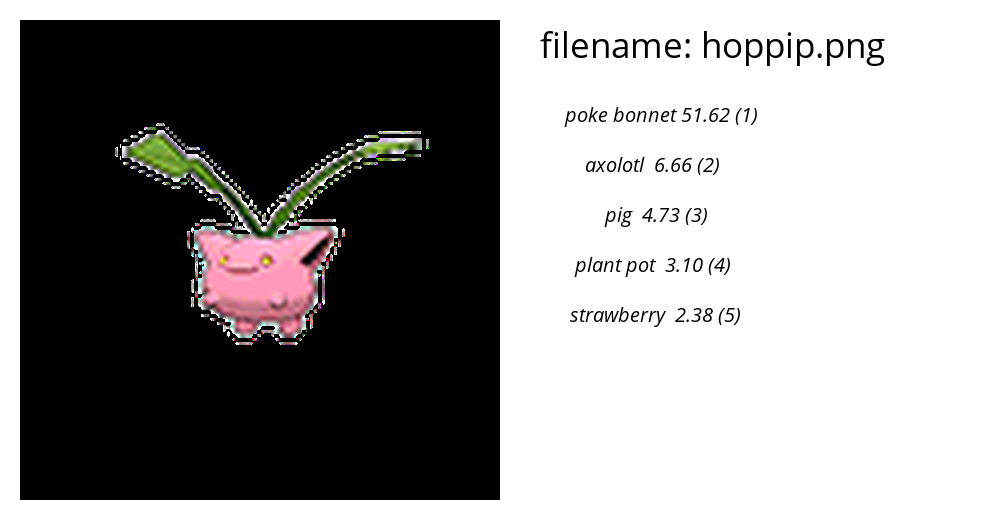 filename: hoppip.png
poke bonnet 51.62 (1)
axolotl 6.66 (2)
pig 4.73 (3)
plant pot 3.10 (4)
strawberry 2.38 (5)